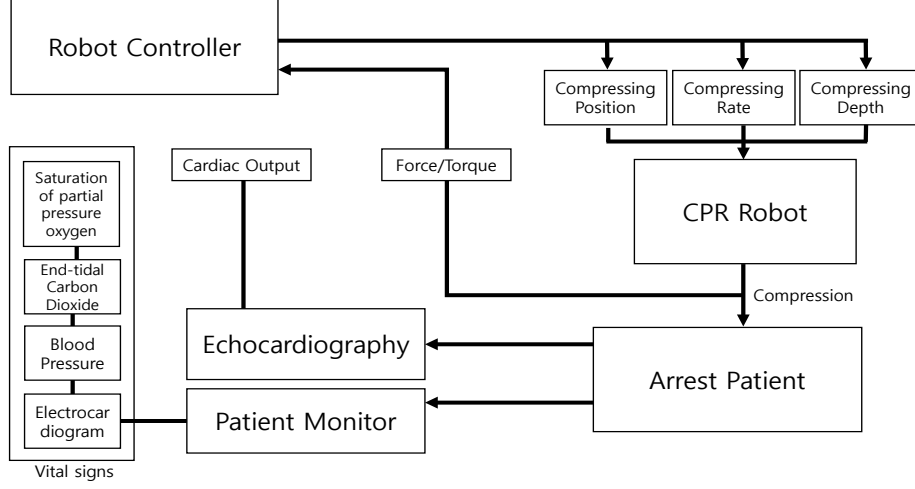 Robot Controller
Compressing
Position
Compressing
Rate
Compressing
Depth
Cardiac Output
Force/Torque
Saturation
of partial
pressure
oxygen
CPR Robot
End-tidal
Carbon
Dioxide
Compression
Blood
Pressure
Echocardiography
Arrest Patient
Electrocar
diogram
Patient Monitor
Vital signs